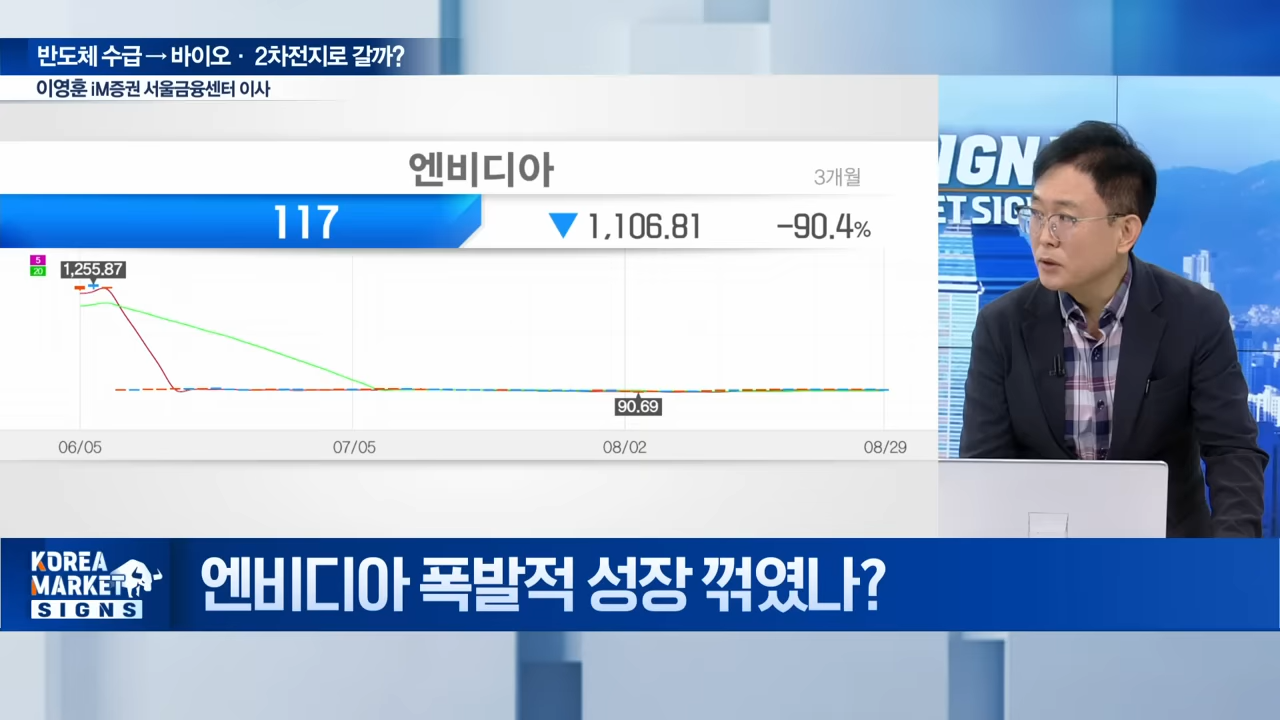 반도체 수급→바이오· 2차전지로 갈까?
이영훈 iM증권 서울금융센터 이사
엔비디아
3개월
117
▼ 1,106.81
-90.4%
5
20
1,255.87
90.69
06/05
07/05
08/02
08/29
IGN
ET SIG
KOREA
MARKET
SIGNS
엔비디아 폭발적 성장 꺾였나?